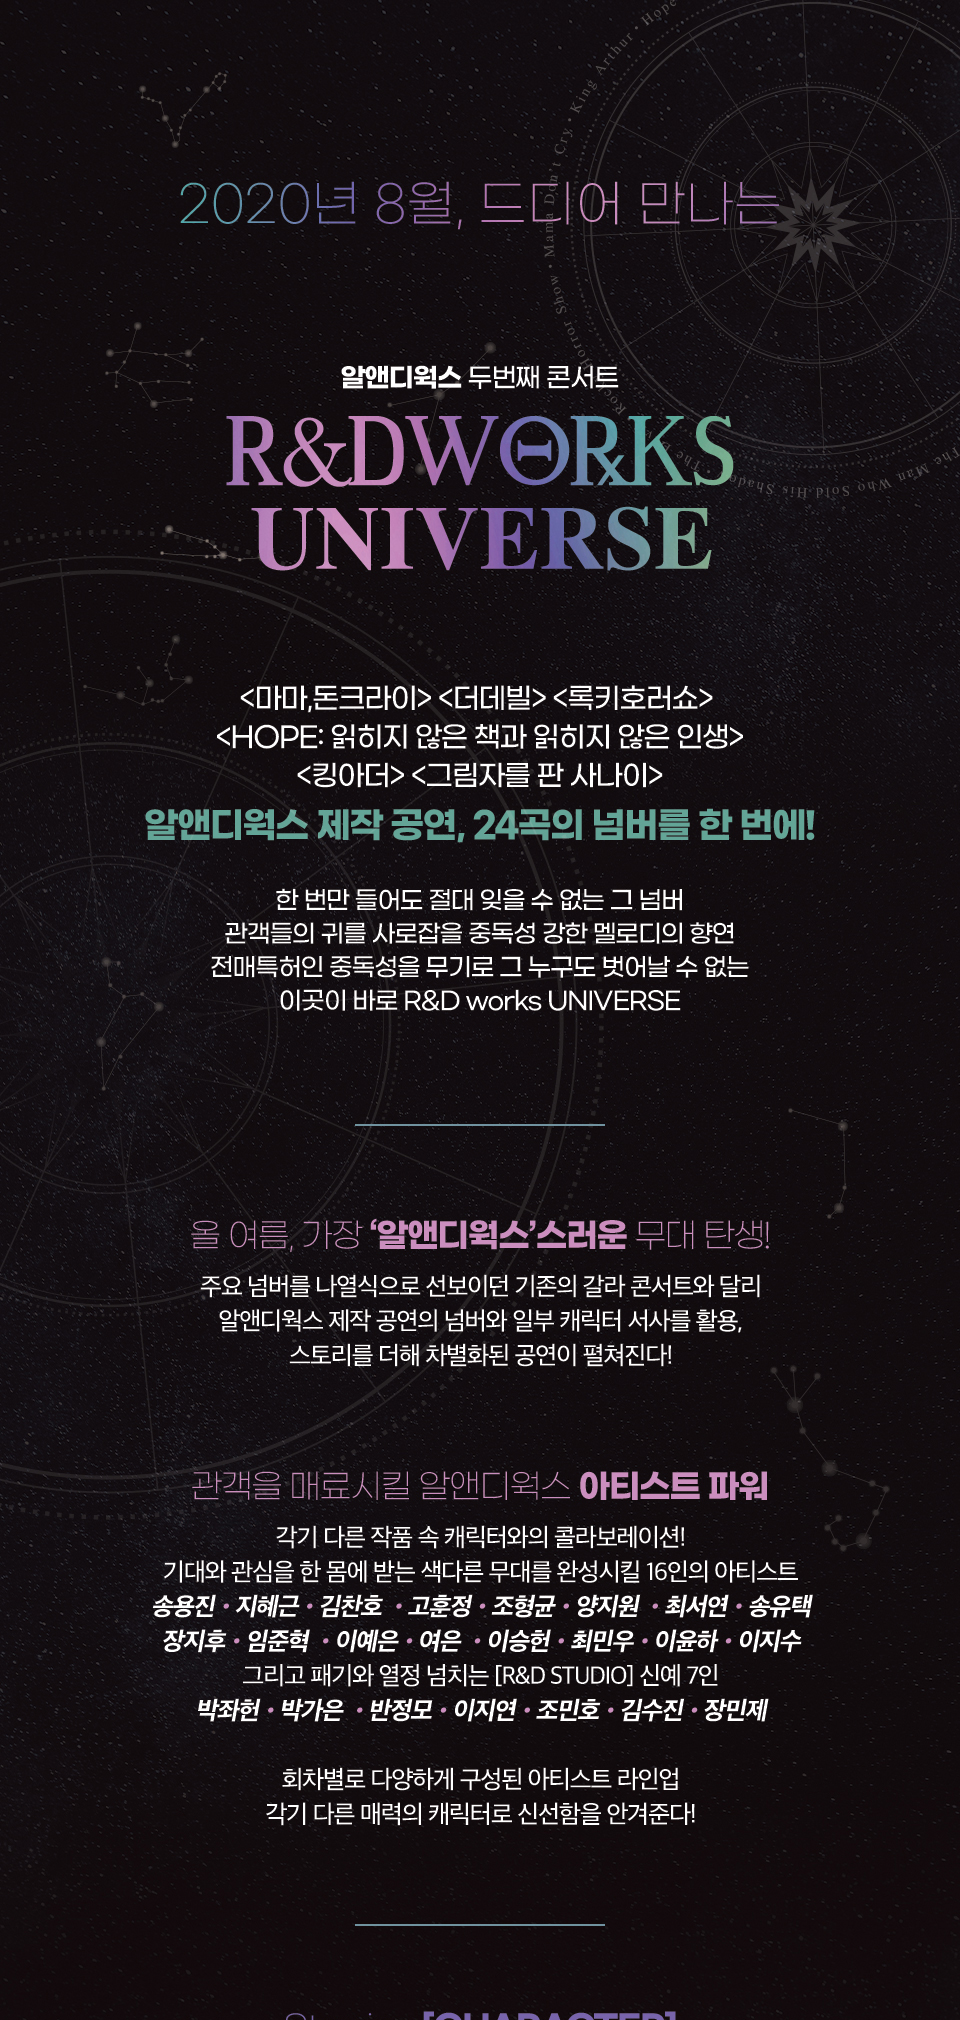 2020년 8월, 드디어 만나는
알앤디웍스 두번째 콘서트
R&DWORKS
UNIVERSE
<마마,돈크라이> <더데빌> <록키호러쇼>
<HOPE: 읽히지 않은 책과 읽히지 않은 인생>
<킹아더> <그림자를 판 사나이>
알앤디웍스 제작 공연, 24곡의 넘버를 한 번에!
한 번만 들어도 절대 잊을 수 없는 그 넘버
관객들의 귀를 사로잡을 중독성 강한 멜로디의 향연
전매특허인 중독성을 무기로 그 누구도 벗어날 수 없는
이곳이 바로 R&D works UNIVERSE
올 여름, 가장 ‘알앤디웍스’스러운 무대 탄생!
주요 넘버를 나열식으로 선보이던 기존의 갈라 콘서트와 달리
알앤디웍스 제작 공연의 넘버와 일부 캐릭터 서사를 활용,
스토리를 더해 차별화된 공연이 펼쳐진다!
관객을 매료시킬 알앤디웍스 아티스트 파워
각기 다른 작품 속 캐릭터와의 콜라보레이션!
기대와 관심을 한 몸에 받는 색다른 무대를 완성시킬 16인의 아티스트
송용진 • 지혜근 • 김찬호 • 고훈정 • 조형균 • 양지원 • 최서연 • 송유택
장지후 • 임준혁 • 이예은 • 여은 • 이승헌 • 최민우 • 이윤하 • 이지수
그리고 패기와 열정 넘치는 [R&D STUDIO] 신예 7인
박좌헌 • 박가은 • 반정모 • 이지연 • 조민호 • 김수진 • 장민제
회차별로 다양하게 구성된 아티스트 라인업
각기 다른 매력의 캐릭터로 신선함을 안겨준다!
Mama Don't Cry • King Arthur • Hope
The Man Who Sold His Shadow • The
Horror Show •
[CHARACTER]